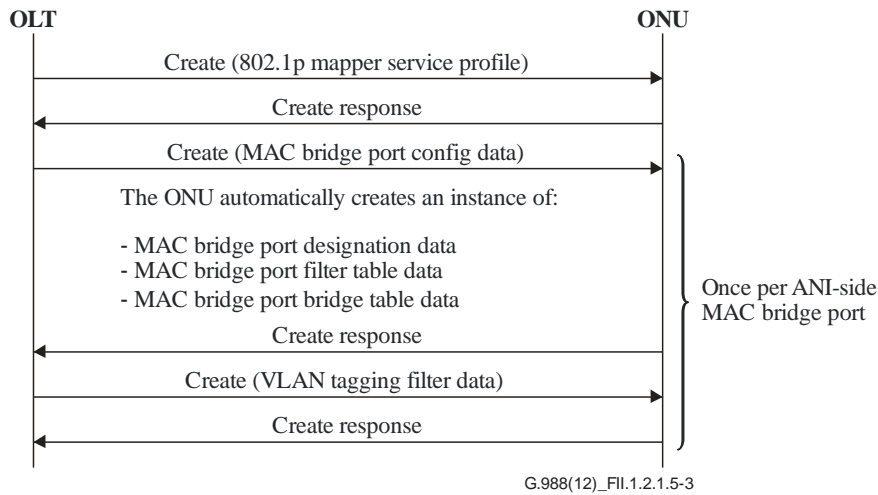 OLT ONU
Create (802.1p mapper service profile)
Create response
Create (MAC bridge port config data)
The ONU automatically creates an instance of:
- MAC bridge port designation data
- MAC bridge port filter table data
- MAC bridge port bridge table data
Once per ANI-side
MAC bridge port
Create response
Create (VLAN tagging filter data)
Create response
G.988(12)_FII.1.2.1.5-3